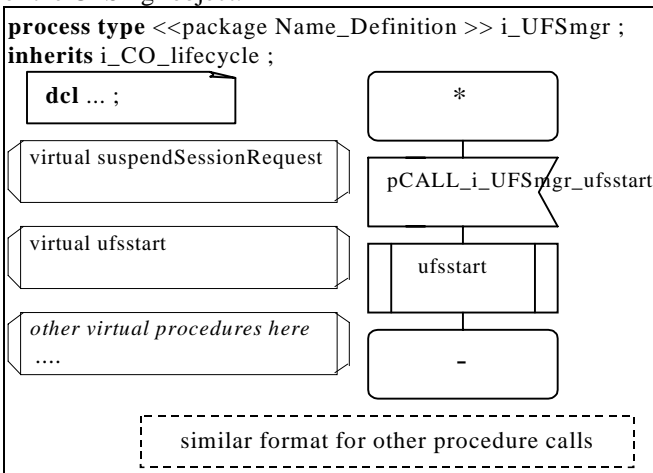 process type <<package Name_Definition >> i_UFSmgr ;
inherits i_CO_lifecycle ;
dcl ... ;
*
virtual suspendSessionRequest
pCALL_i_UFSmgr_ufsstart
virtual ufsstart
ufsstart
other virtual procedures here
....
-
similar format for other procedure calls